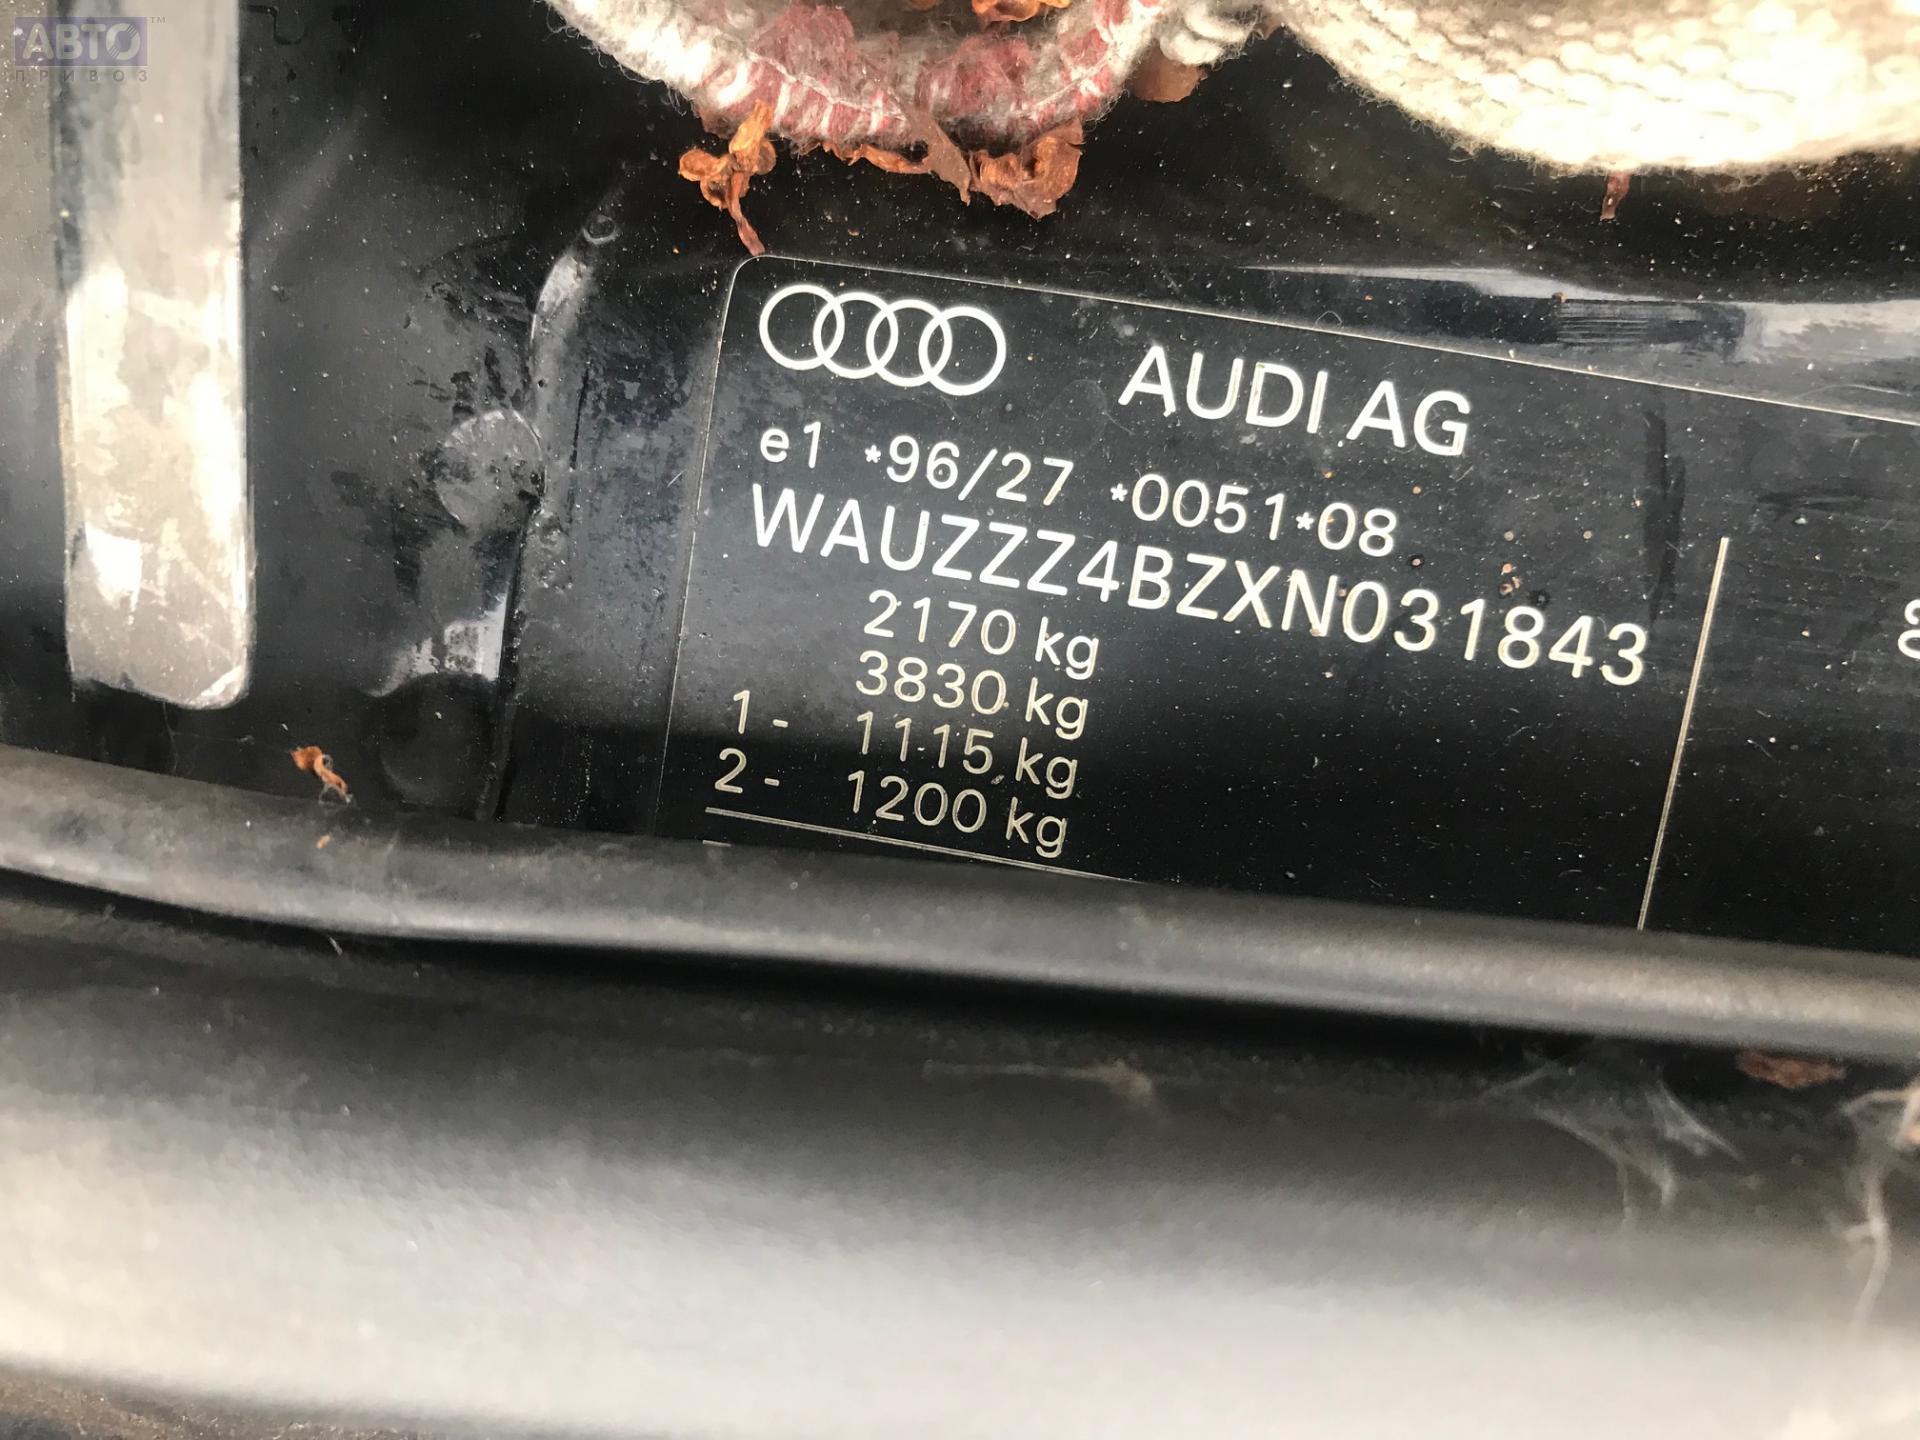 АВТО™
ПРИВОЗ
AUDI AG
e1 *96/27 *0051*08
WAUZZZ4BZXN031843
2170 kg
3830 kg
1- 1115 kg
2- 1200 kg